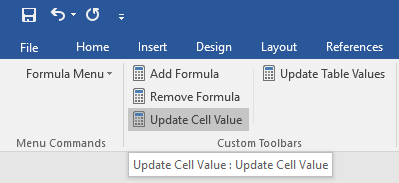 File Home Insert Design Layout References
Formula Menu Add Formula Update Table Values
Remove Formula
Update Cell Value
Menu Commands Custom Toolbars
Update Cell Value : Update Cell Value